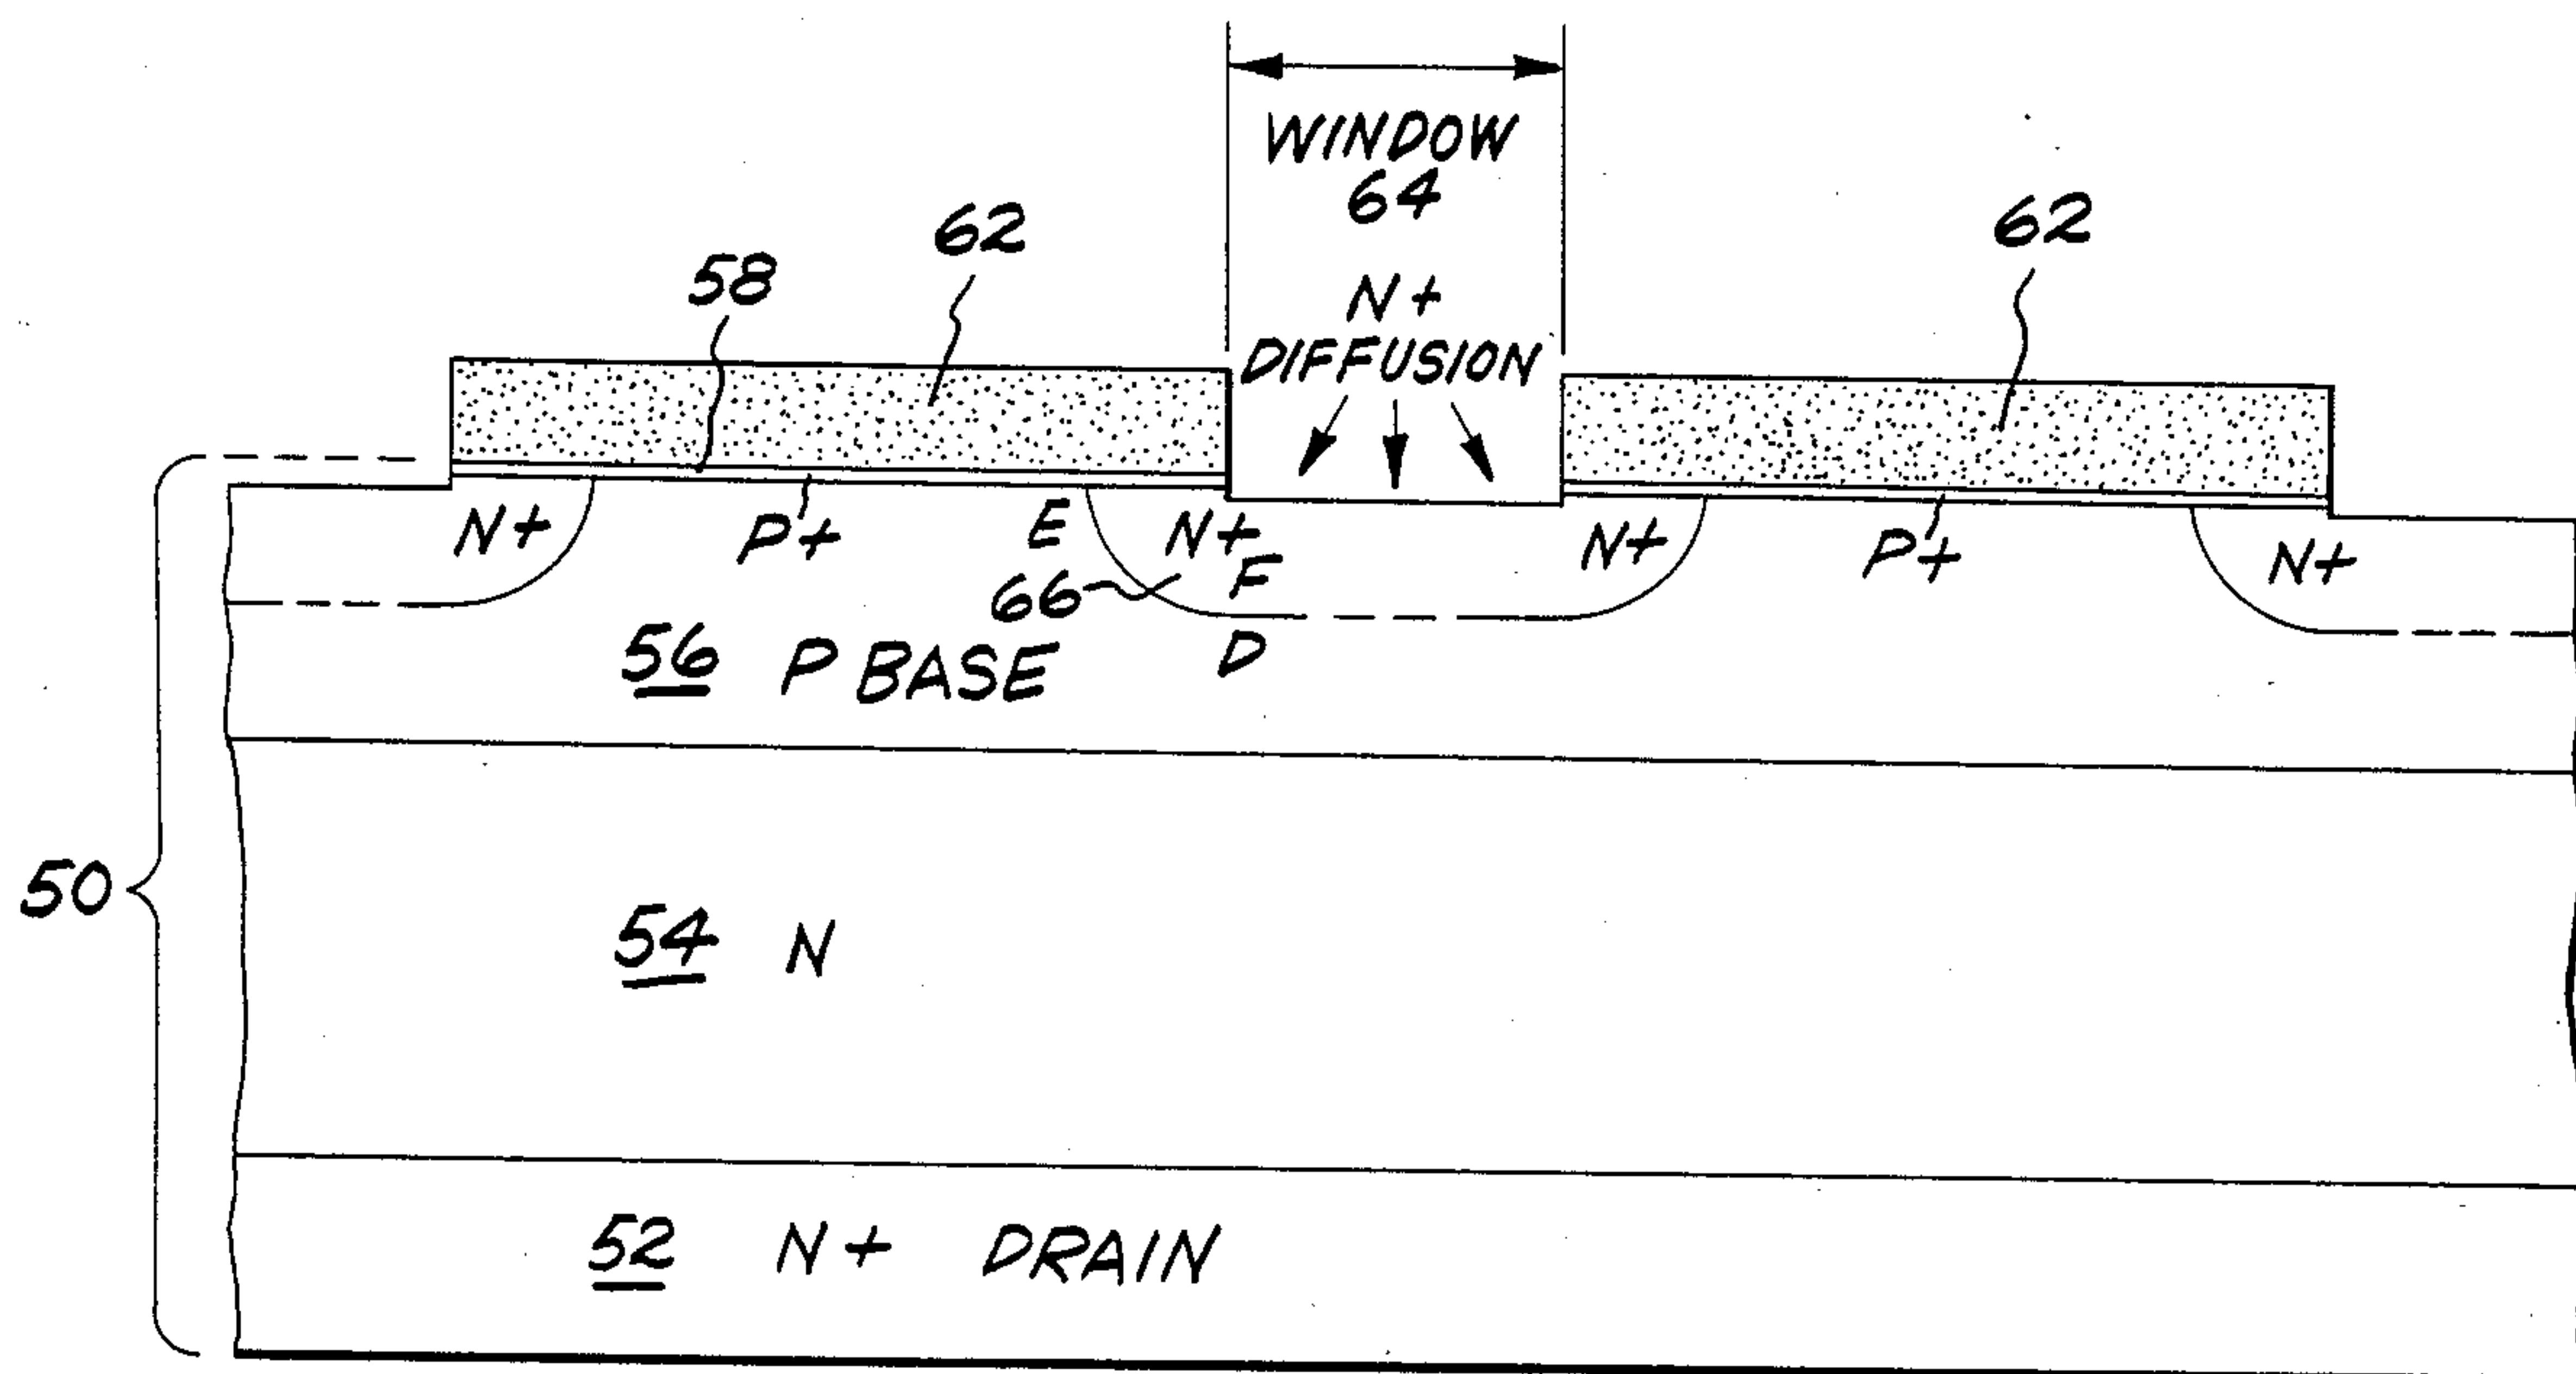 WINDOW
64
62
62
58
N+
DIFFUSION
N+
P+
E
N+
N+
P+
N+
66
F
56 P BASE
D
50
54 N
52 N+ DRAIN